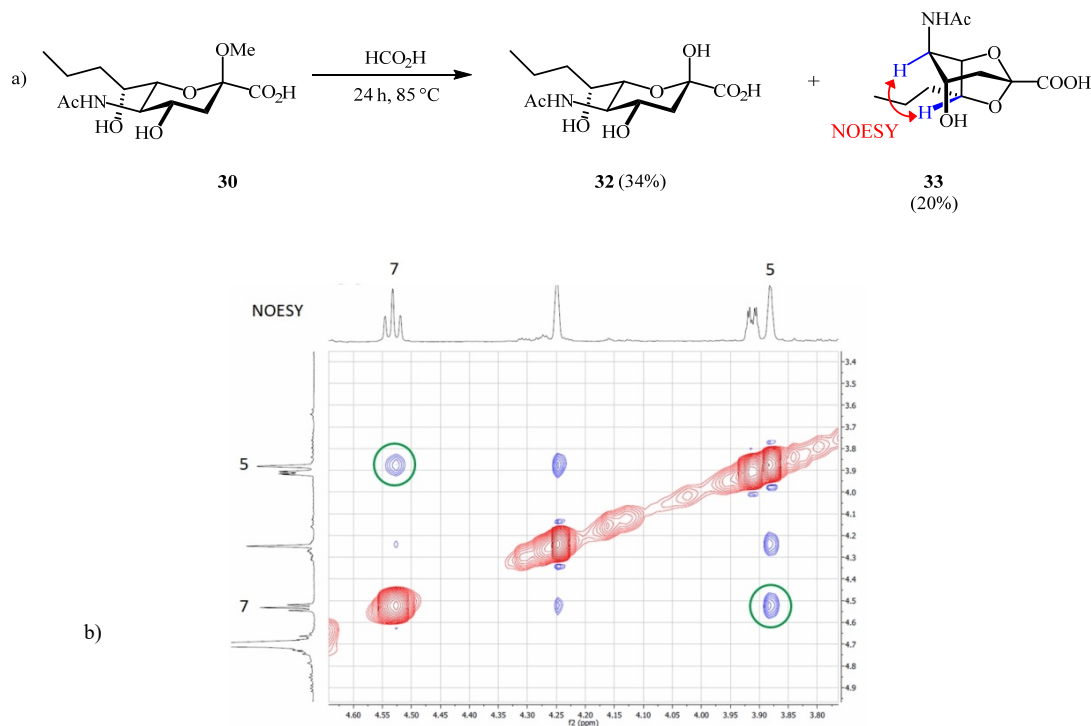 a)
OMe
O
CO₂H
AcHN
HO
HO
30
HCO₂H
24 h, 85 °C
OH
O
CO₂H
AcHN
HO
HO
32 (34%)
+
NHAc
O
H
COOH
O
H
OH
NOESY
33
(20%)
b)
NOESY
7
5
5
7
3.4
3.5
3.6
3.7
3.8
3.9
4.0
4.1
4.2
4.3
4.4
4.5
4.6
4.7
4.8
4.9
4.60 4.55 4.50 4.45 4.40 4.35 4.30 4.25 4.20 4.15 4.10 4.05 4.00 3.95 3.90 3.85 3.80
f2 (ppm)